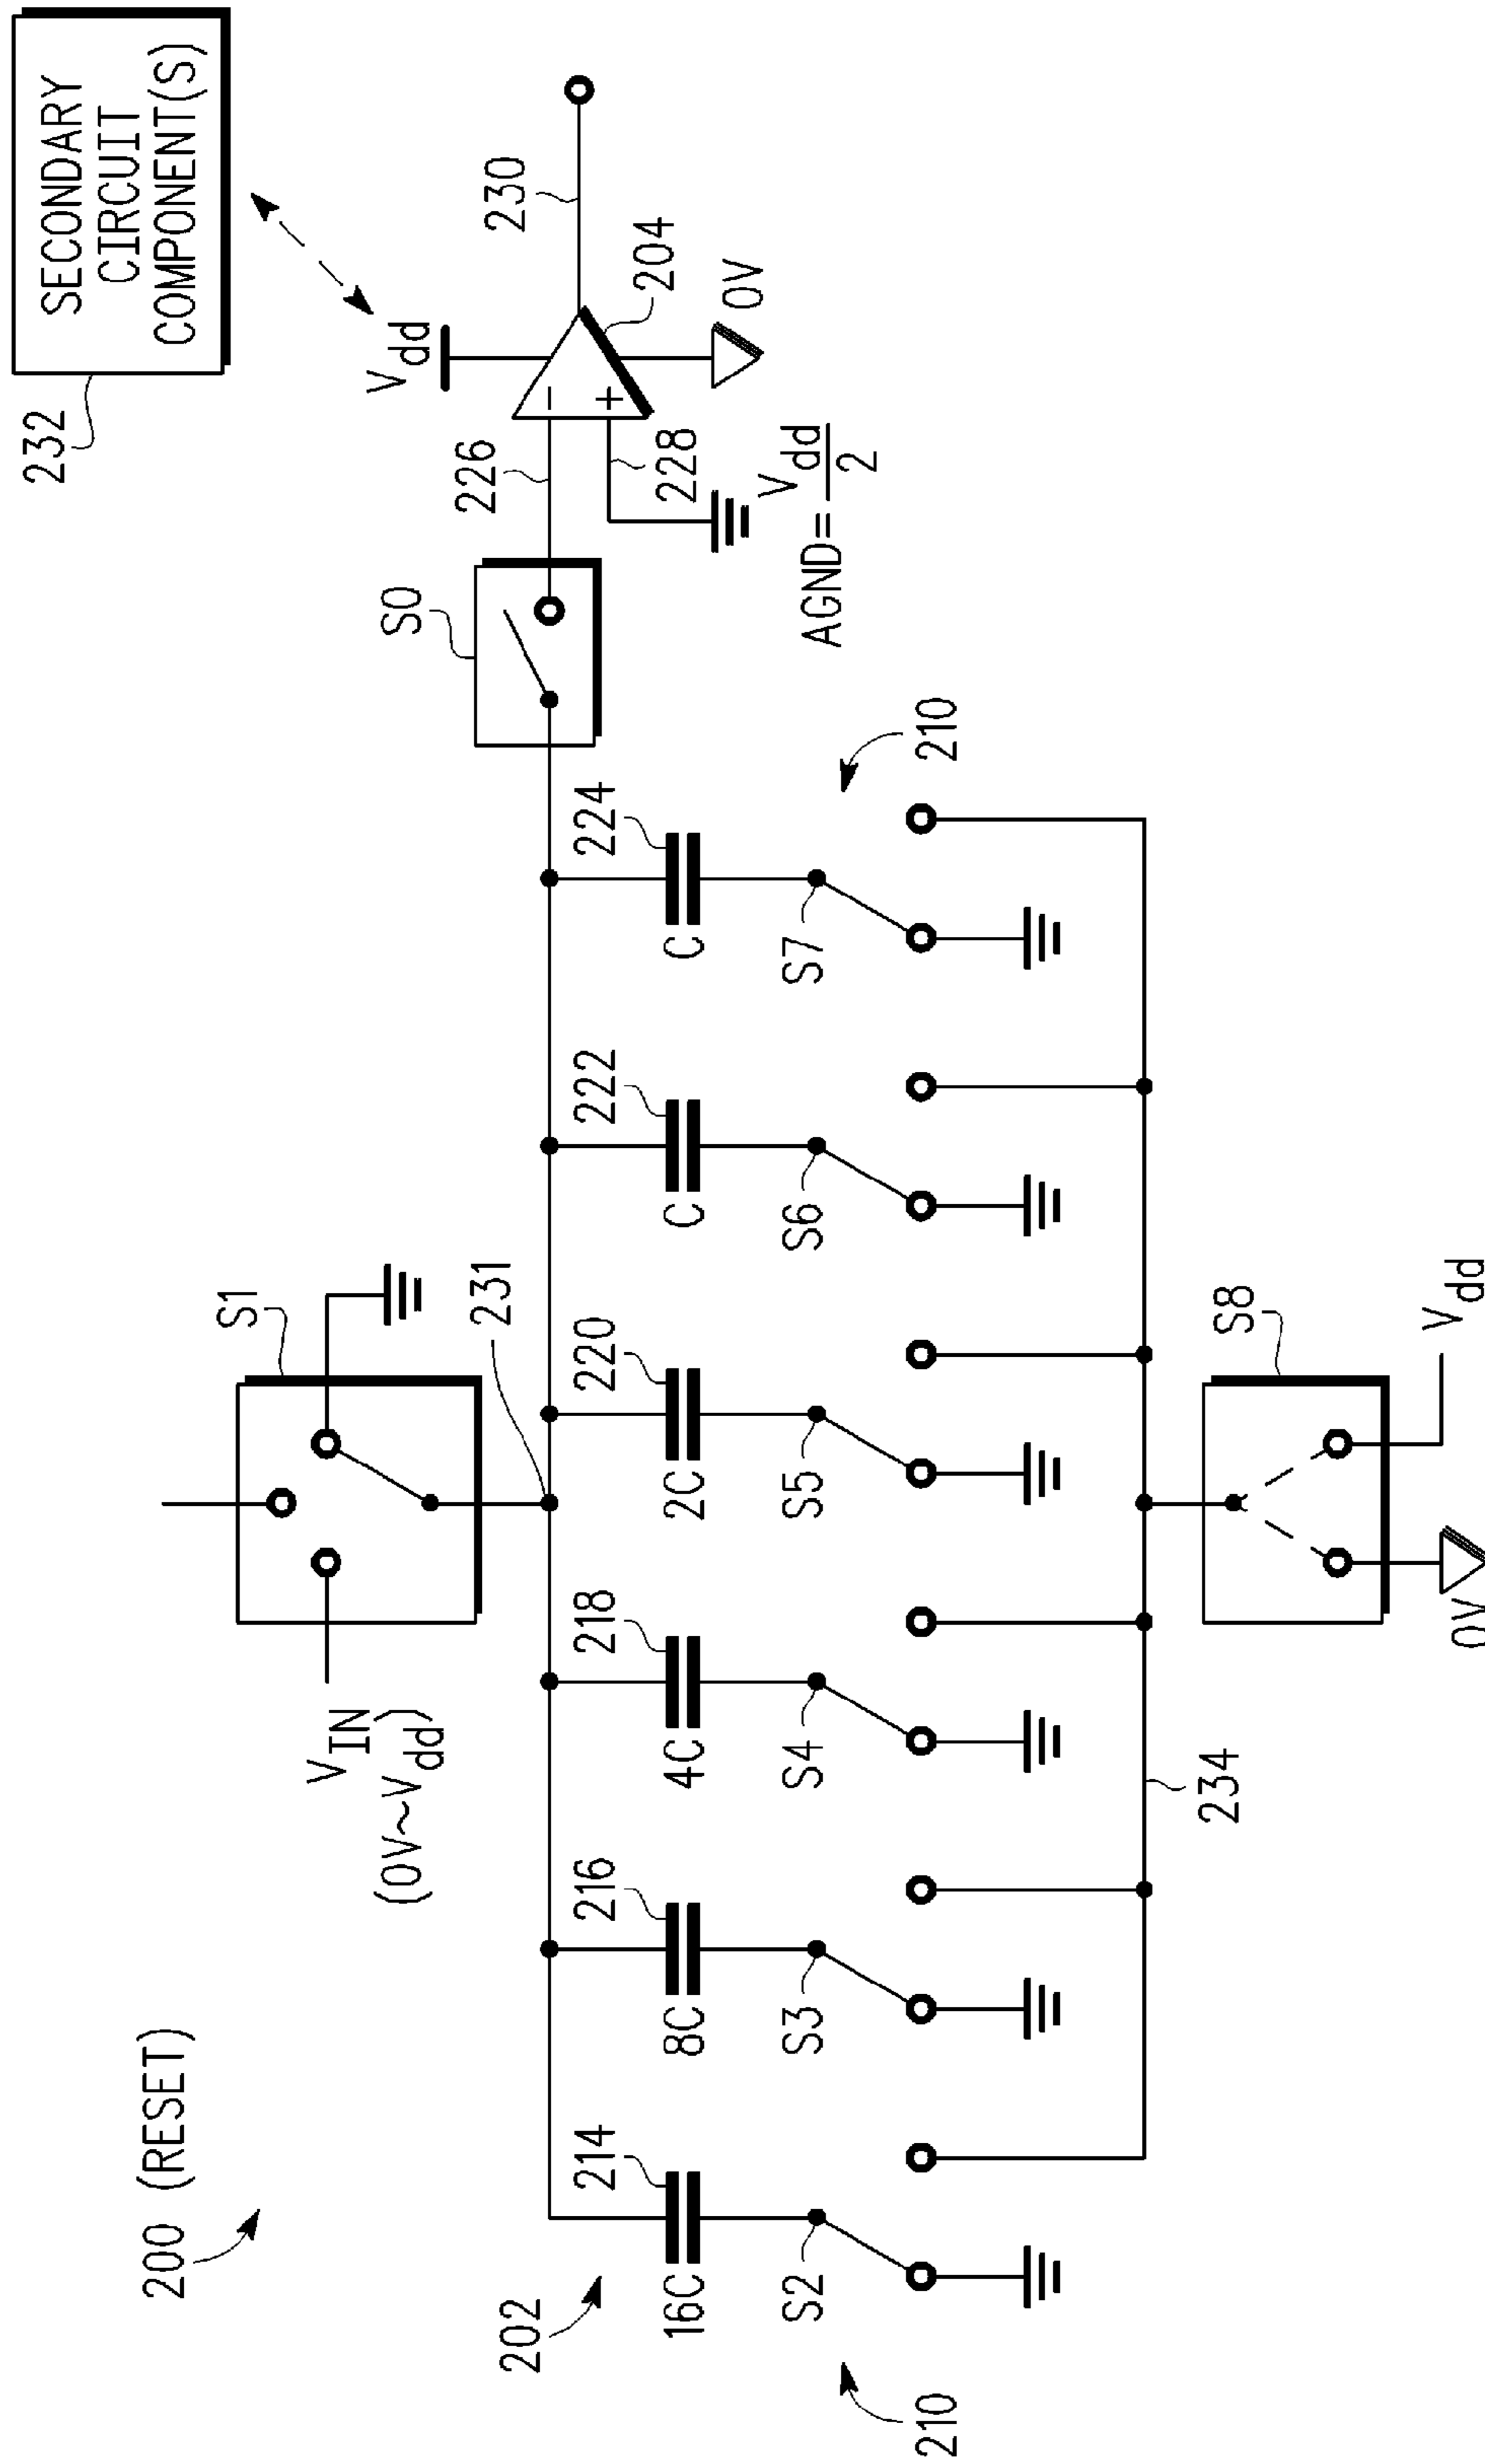 200 (RESET)
SECONDARY
CIRCUIT
COMPONENT(S)
232
S1
VIN
(0V~Vdd)
231
202
S0
Vdd
226
230
204
0V
228
AGND= Vdd/2
214
216
218
220
222
224
16C
8C
4C
2C
C
C
S2
S3
S4
S5
S6
S7
210
210
234
S8
0V
Vdd